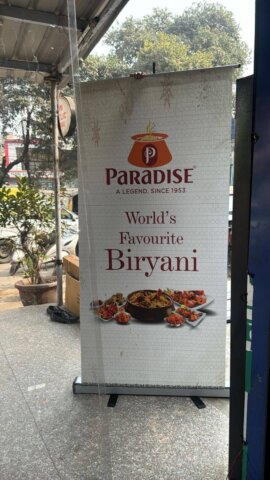 P
PARADISE
A LEGEND. SINCE 1953
World's
Favourite
Biryani